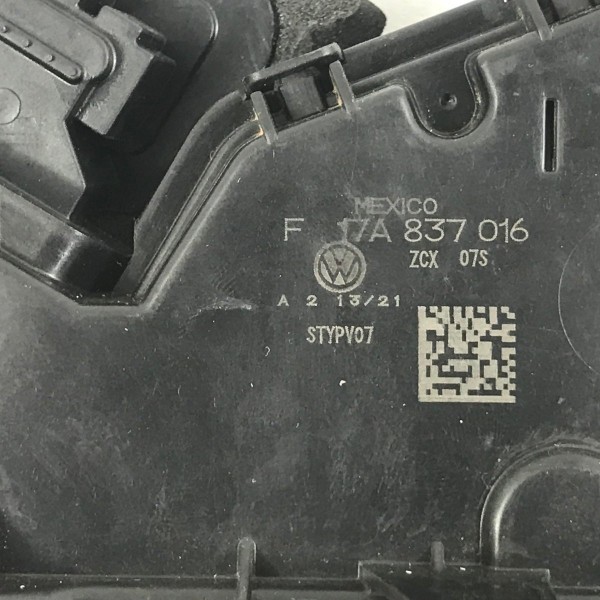 MEXICO
F 17A 837 016
ZCX 07S
A 2 13/21
STYPV07